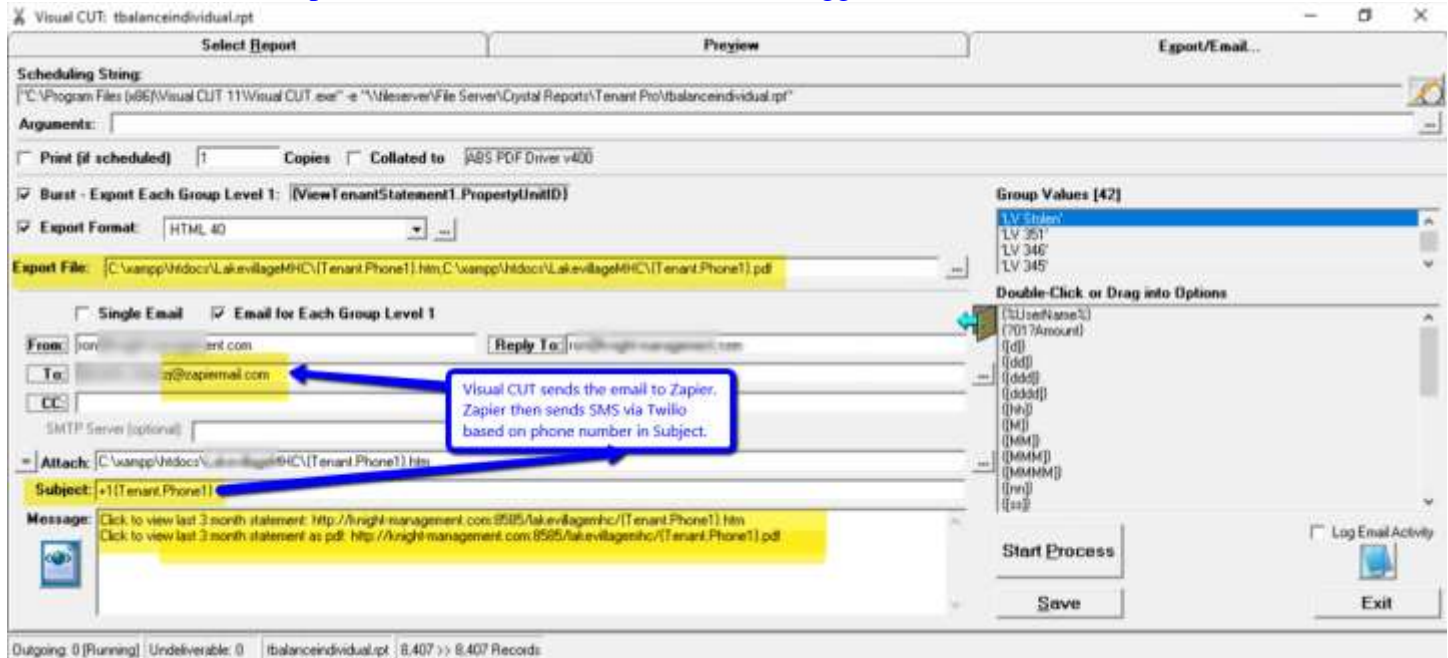 Visual CUT: tbalanceindividual.rpt
Select Report
Preview
Export/Email...
Scheduling String:
"C:\Program Files (x86)\Visual CUT 11\Visual CUT.exe" -e "\\fileserver\File Server\Crystal Reports\Tenant Pro\tbalanceindividual.rpt"
Arguments:
Print (if scheduled) 1 Copies Collated to ABS PDF Driver v400
Burst - Export Each Group Level 1: {ViewTenantStatement1.PropertyUnitID}
Group Values [42]
Export Format: HTML 40
'LV Stolen'
'LV 351'
'LV 346'
'LV 345'
Export File: C:\xampp\htdocs\LakevillageMHC\{Tenant.Phone1}.htm,C:\xampp\htdocs\LakevillageMHC\{Tenant.Phone1}.pdf
Double-Click or Drag into Options
Single Email Email for Each Group Level 1
{%UserName%}
{?01?Amount}
{[d]}
{[dd]}
{[ddd]}
{[dddd]}
{[hh]}
{[M]}
{[MM]}
{[MMM]}
{[MMMM]}
{[nn]}
{[ss]}
From: ron ent.com Reply To:
To: @zapiermail.com
CC:
SMTP Server (optional)
Visual CUT sends the email to Zapier.
Zapier then sends SMS via Twilio
based on phone number in Subject.
Attach: C:\xampp\htdocs\ MHC\{Tenant.Phone1}.htm
Subject: +1{Tenant.Phone1}
Message: Click to view last 3 month statement: http://knight-management.com:8585/lakevillagemhc/{Tenant.Phone1}.htm
Click to view last 3 month statement as pdf: http://knight-management.com:8585/lakevillagemhc/{Tenant.Phone1}.pdf
Start Process
Log Email Activity
Save
Exit
Outgoing: 0 [Running] Undeliverable: 0 tbalanceindividual.rpt 8,407 >> 8,407 Records